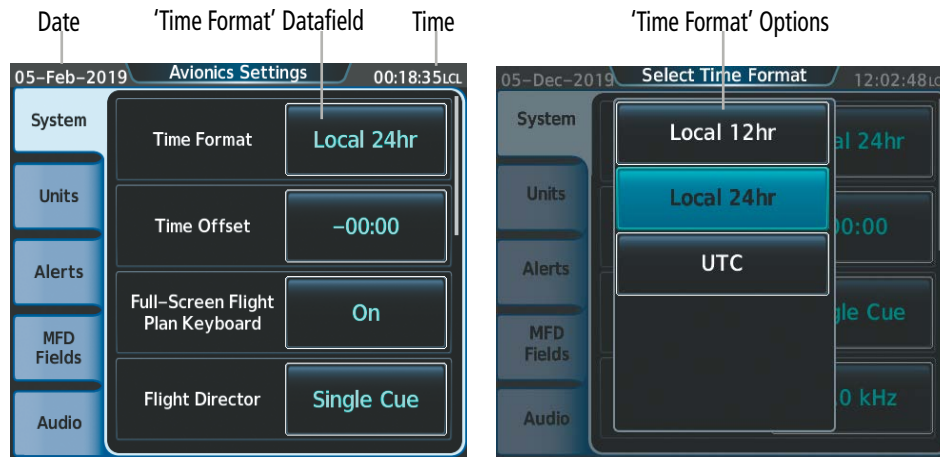 Date
'Time Format' Datafield
Time
'Time Format' Options
05-Feb-2019
Avionics Settings
00:18:35LCL
System
Time Format
Local 24hr
Units
Time Offset
-00:00
Alerts
Full-Screen Flight
Plan Keyboard
On
MFD
Fields
Flight Director
Single Cue
Audio
05-Dec-2019
Select Time Format
12:02:48LC
System
Local 12hr
al 24hr
Units
Local 24hr
00:00
Alerts
UTC
gle Cue
MFD
Fields
.0 kHz
Audio